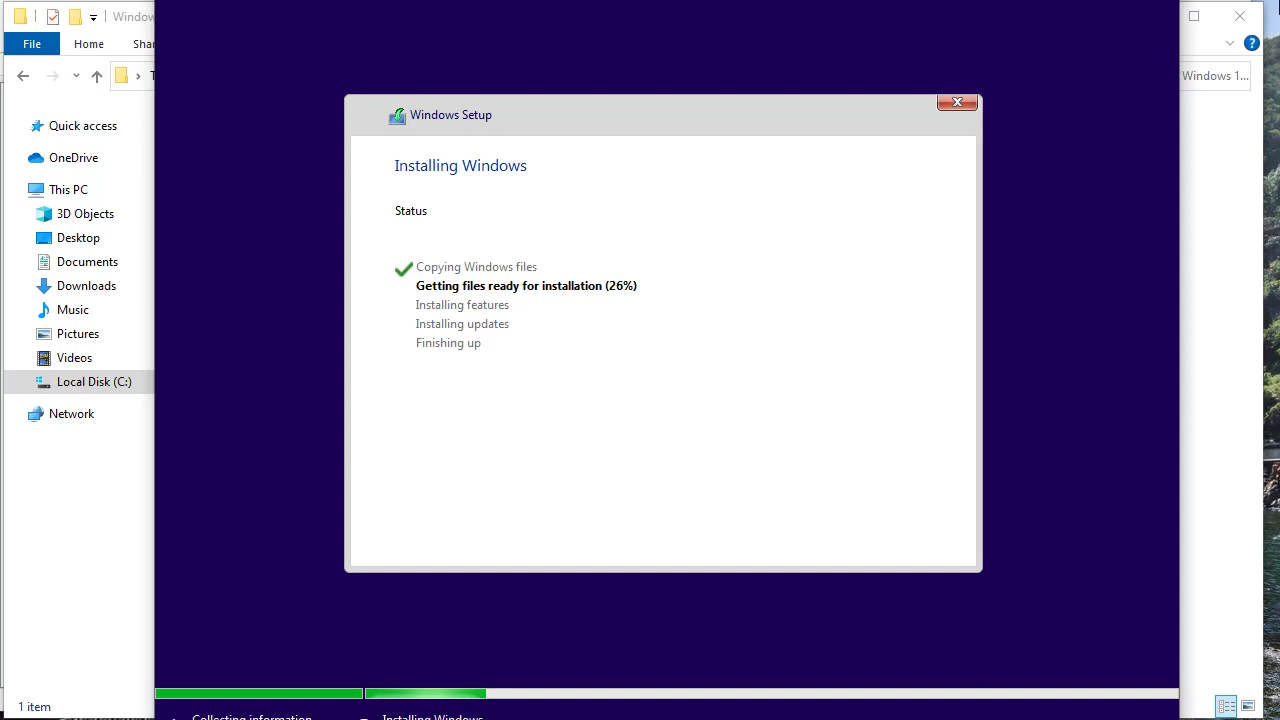 Window
File
Home
Shar
Windows 1...
Quick access
OneDrive
This PC
3D Objects
Desktop
Documents
Downloads
Music
Pictures
Videos
Local Disk (C:)
Network
1 item
Windows Setup
Installing Windows
Status
Copying Windows files
Getting files ready for installation (26%)
Installing features
Installing updates
Finishing up
Collecting information
Installing Windows